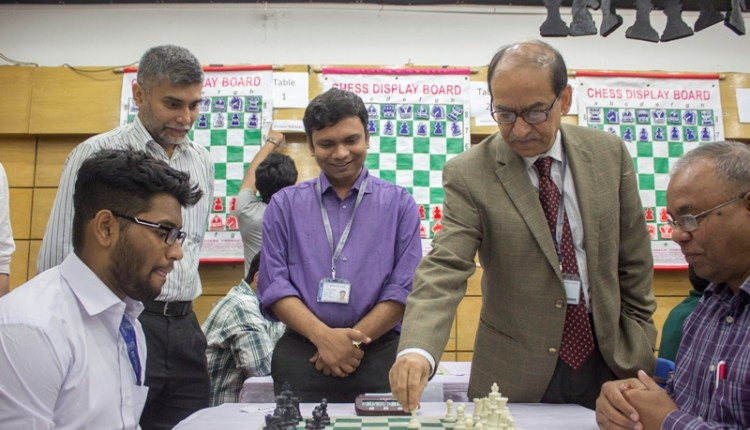 CHESS DISPLAY BOARD
Table
1
CHESS DISPLAY BOARD
CHESS DISPLAY BOARD